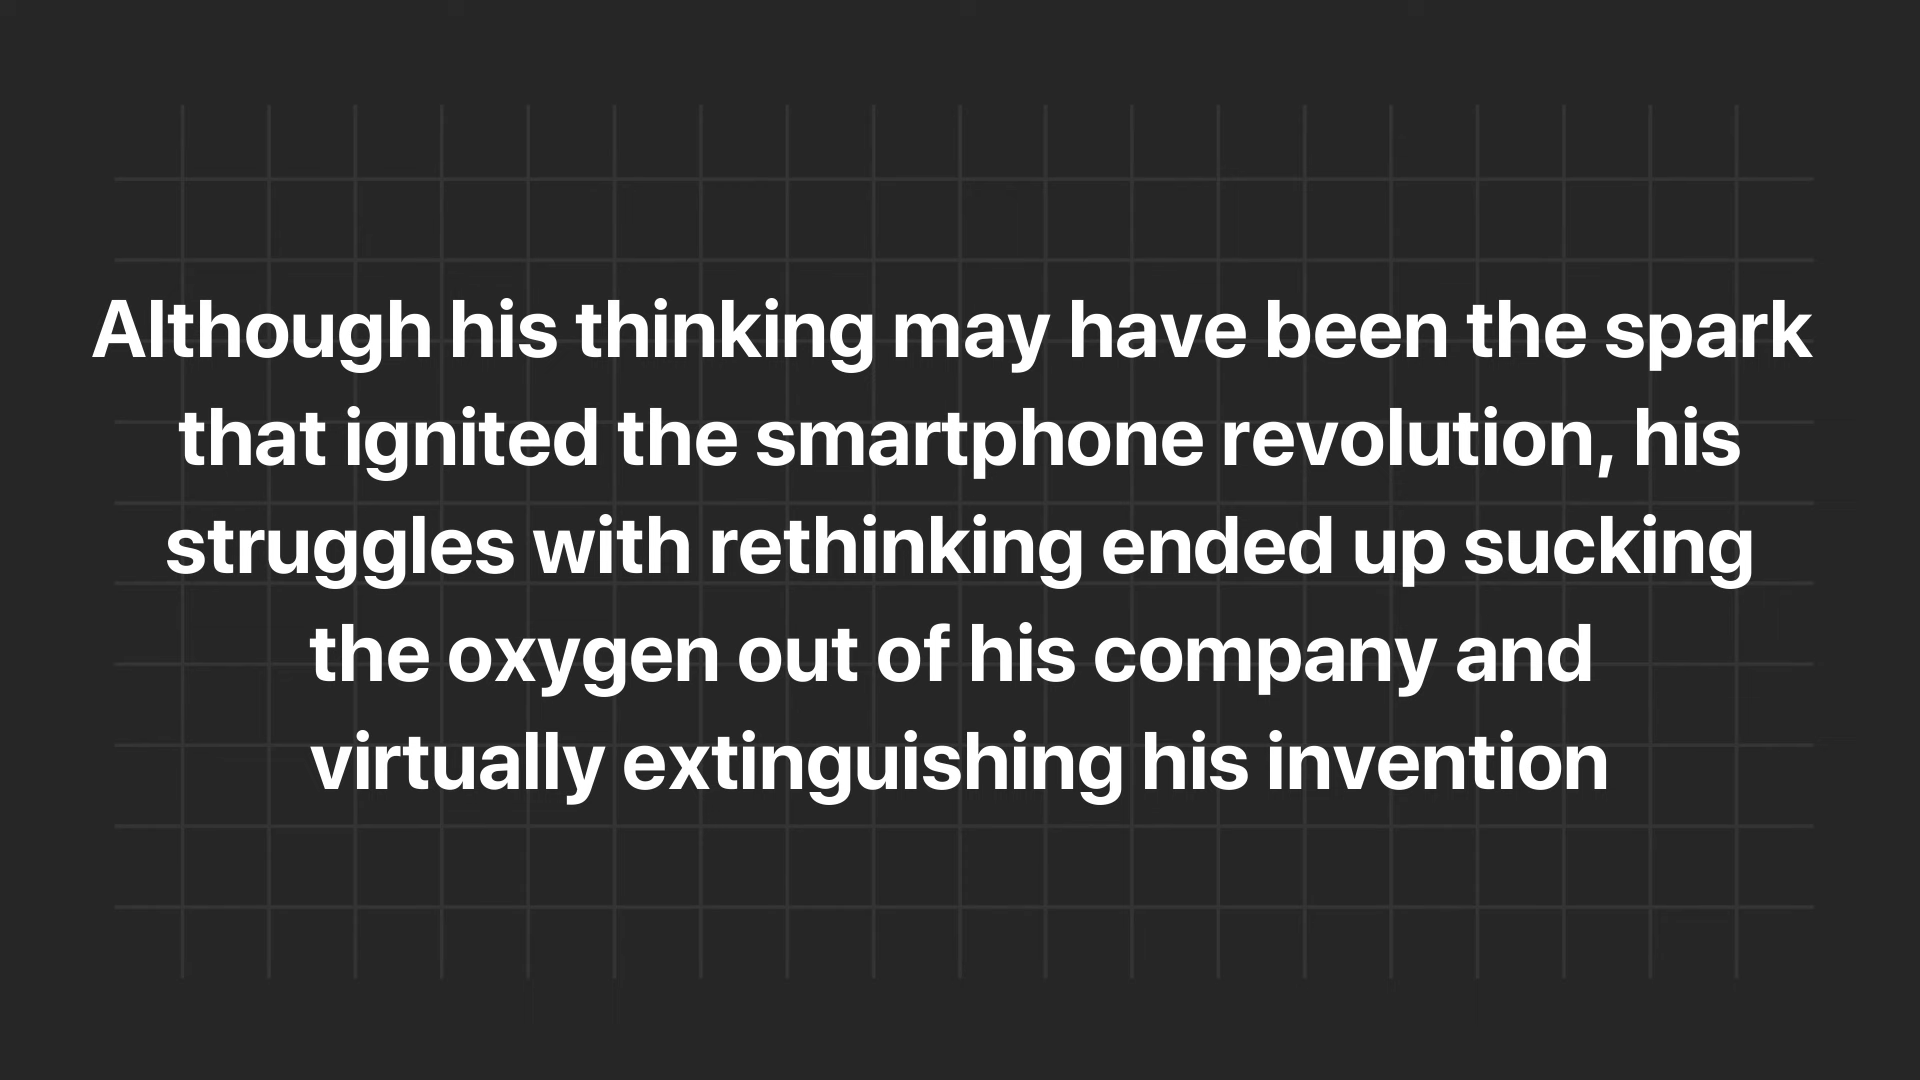 Although his thinking may have been the spark
that ignited the smartphone revolution, his
struggles with rethinking ended up sucking
the oxygen out of his company and
virtually extinguishing his invention